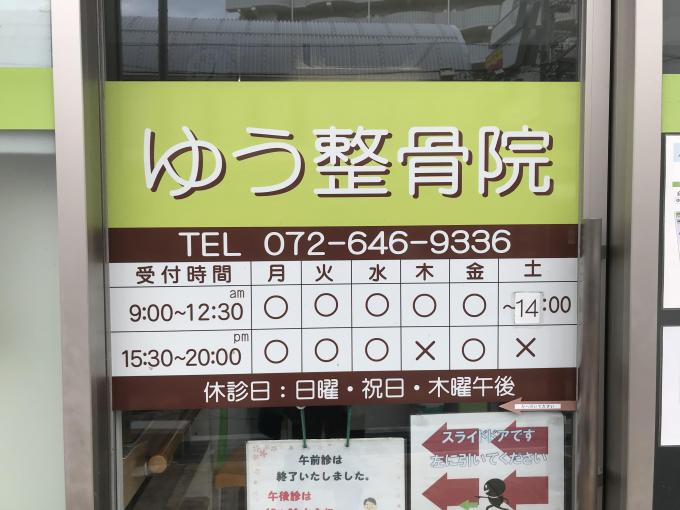 ゆう整骨院
TEL 072-646-9336
受付時間 月 火 水 木 金 土
9:00~12:30 am ○ ○ ○ ○ ○ ~14:00
15:30~20:00 pm ○ ○ ○ × ○ ×
休診日:日曜・祝日・木曜午後
午前診は
終了いたしました。
午後診は
スライドドアです
左に引いてください